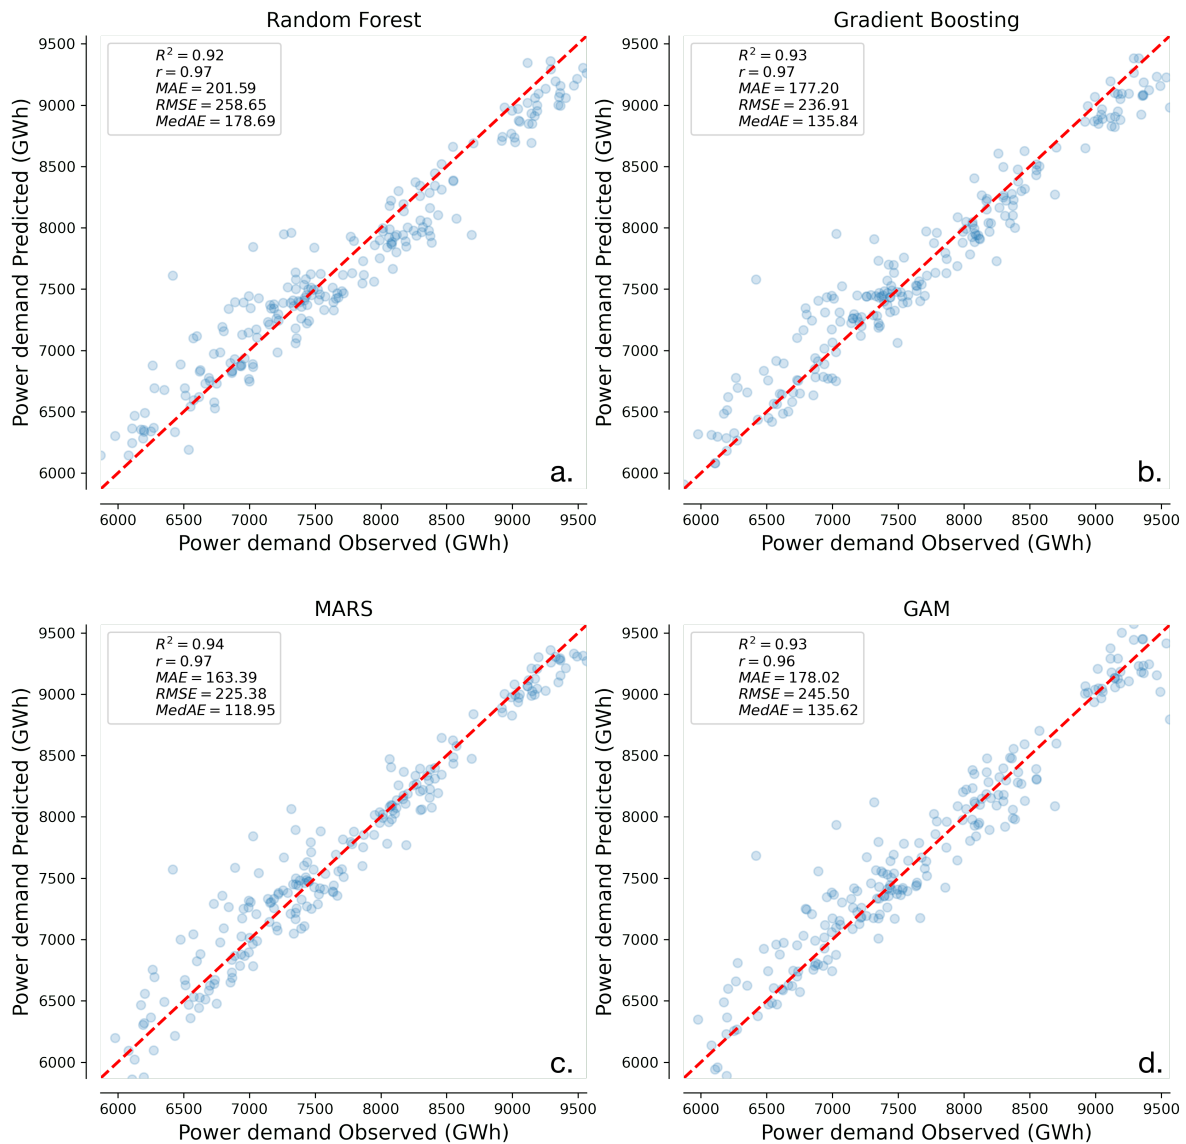 Random Forest
R² = 0.92
r = 0.97
MAE = 201.59
RMSE = 258.65
MedAE = 178.69
9500
9000
8500
8000
7500
7000
6500
6000
Power demand Predicted (GWh)
a.
6000 6500 7000 7500 8000 8500 9000 9500
Power demand Observed (GWh)
Gradient Boosting
R² = 0.93
r = 0.97
MAE = 177.20
RMSE = 236.91
MedAE = 135.84
9500
9000
8500
8000
7500
7000
6500
6000
Power demand Predicted (GWh)
b.
6000 6500 7000 7500 8000 8500 9000 9500
Power demand Observed (GWh)
MARS
R² = 0.94
r = 0.97
MAE = 163.39
RMSE = 225.38
MedAE = 118.95
9500
9000
8500
8000
7500
7000
6500
6000
Power demand Predicted (GWh)
c.
6000 6500 7000 7500 8000 8500 9000 9500
Power demand Observed (GWh)
GAM
R² = 0.93
r = 0.96
MAE = 178.02
RMSE = 245.50
MedAE = 135.62
9500
9000
8500
8000
7500
7000
6500
6000
Power demand Predicted (GWh)
d.
6000 6500 7000 7500 8000 8500 9000 9500
Power demand Observed (GWh)